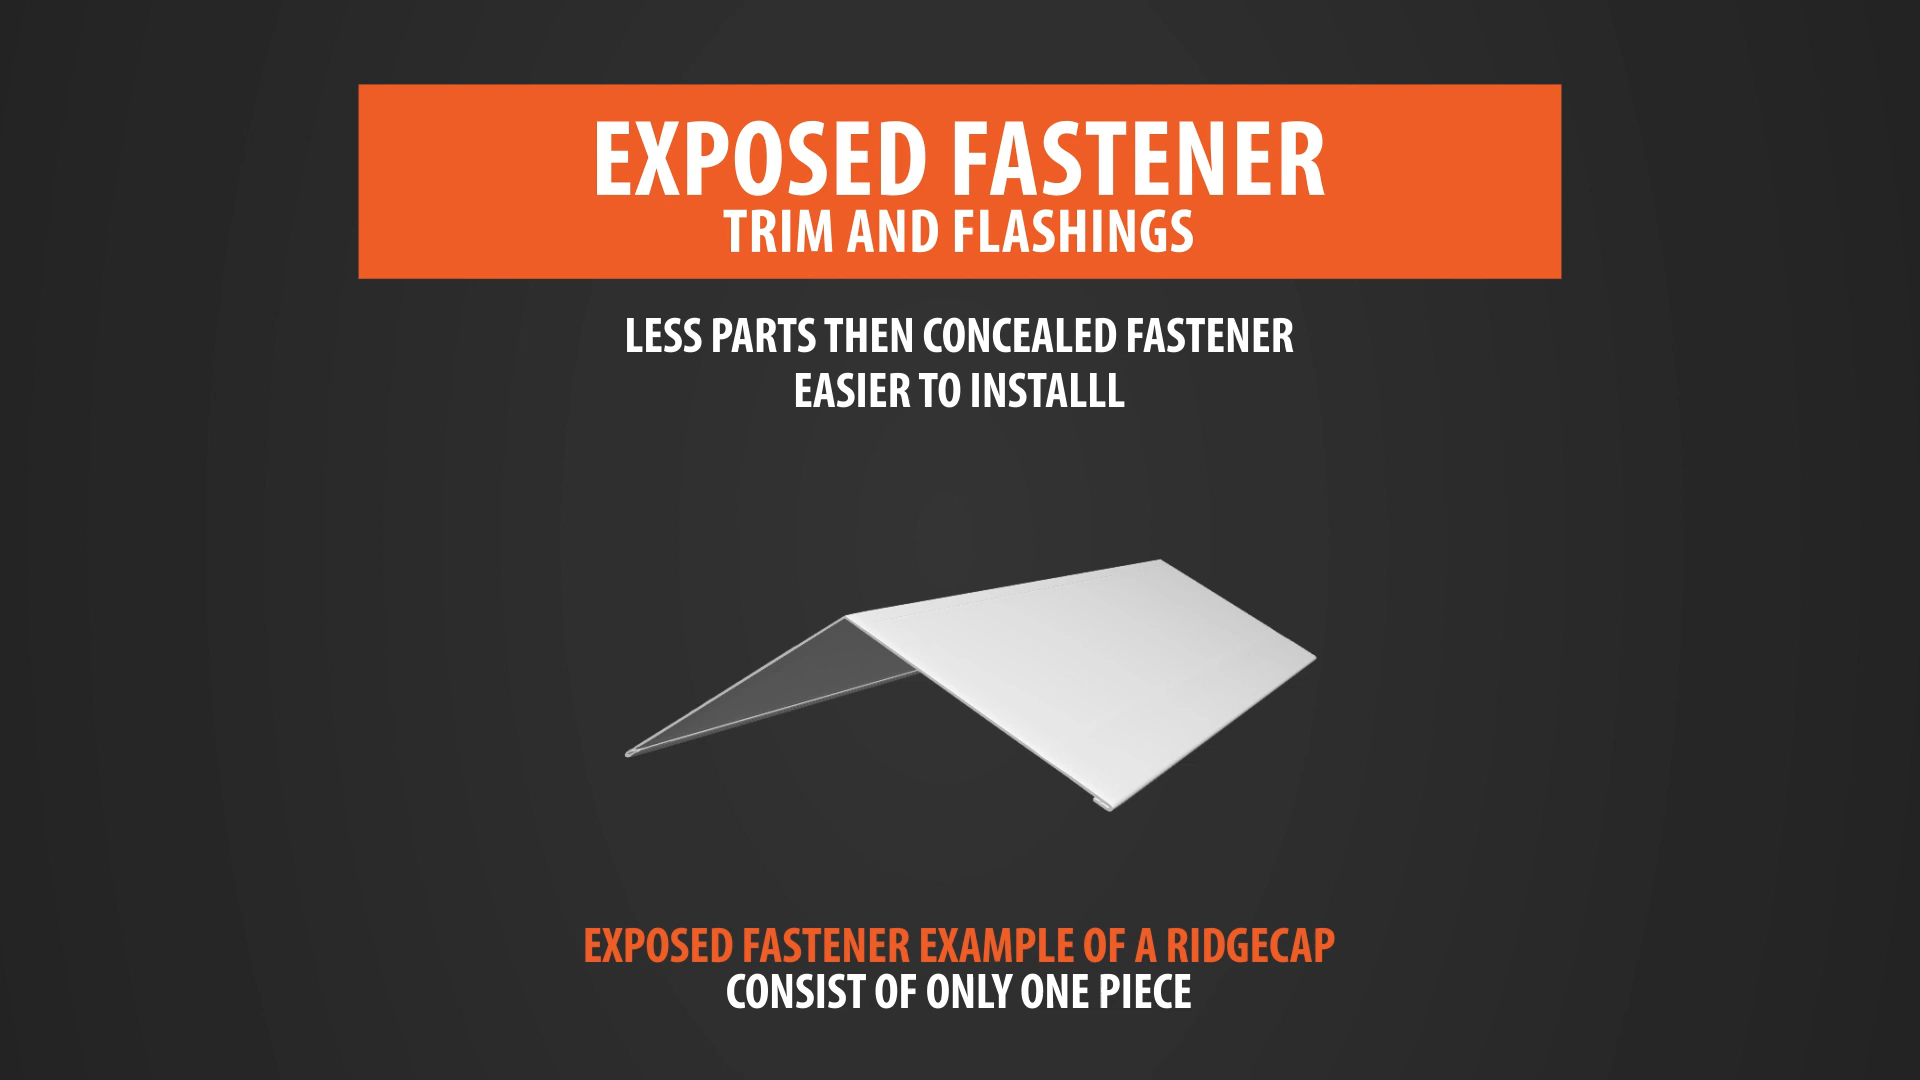 EXPOSED FASTENER
TRIM AND FLASHINGS
LESS PARTS THEN CONCEALED FASTENER
EASIER TO INSTALLL
EXPOSED FASTENER EXAMPLE OF A RIDGECAP
CONSIST OF ONLY ONE PIECE